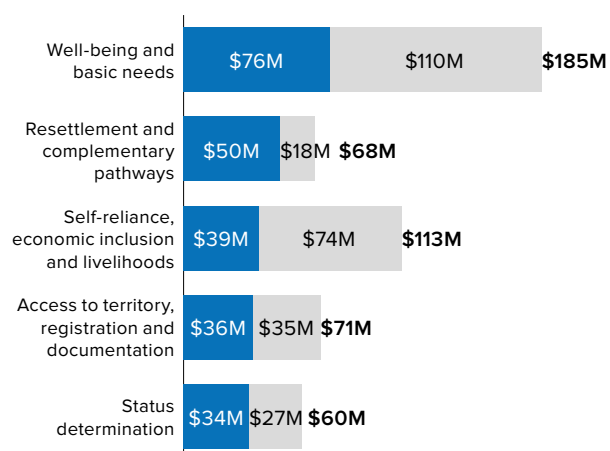 Well-being and
basic needs
$76M $110M $185M
Resettlement and
complementary
pathways
$50M $18M $68M
Self-reliance,
economic inclusion
and livelihoods
$39M $74M $113M
Access to territory,
registration and
documentation
$36M $35M $71M
Status
determination
$34M $27M $60M